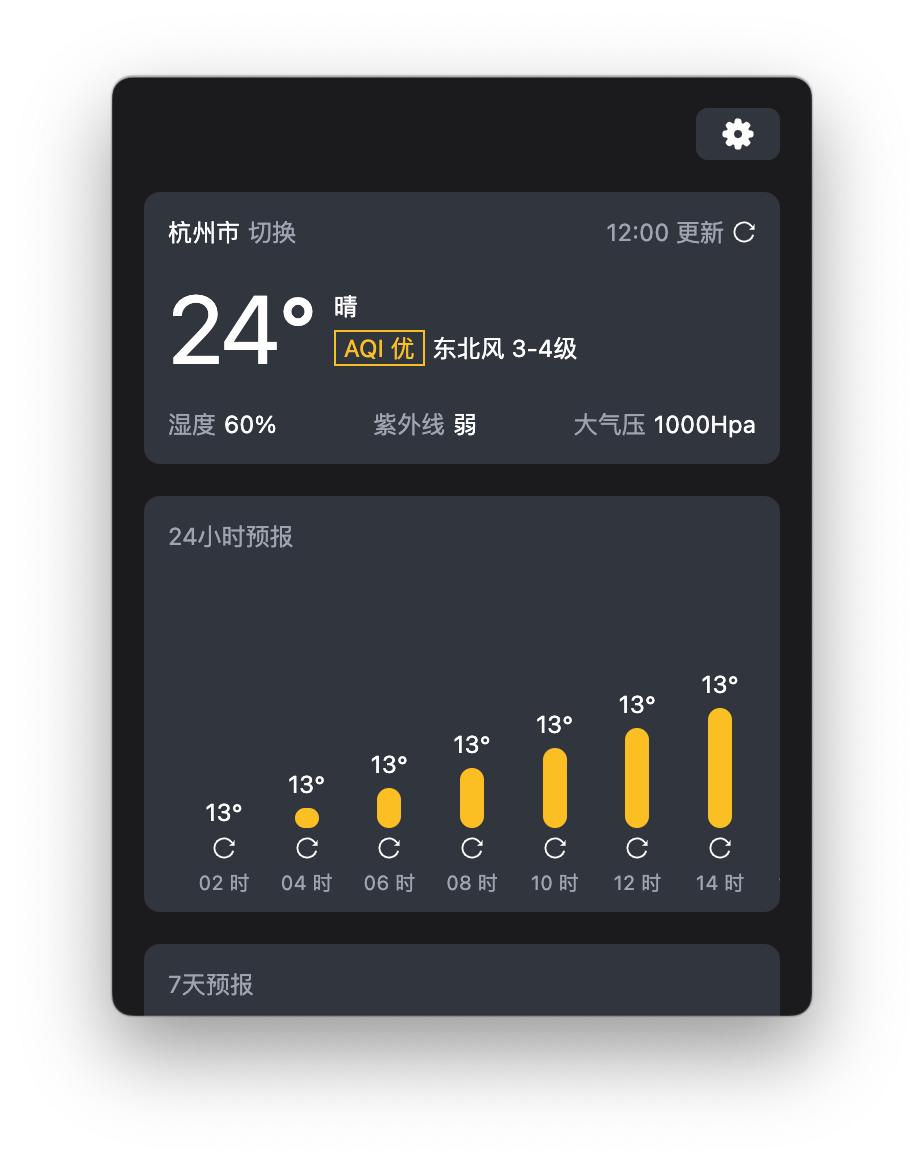 杭州市 切换
12:00 更新
24°
晴
AQI 优 东北风 3-4级
湿度 60% 紫外线 弱 大气压 1000Hpa
24小时预报
13° 13° 13° 13° 13° 13° 13°
02 时 04 时 06 时 08 时 10 时 12 时 14 时
7天预报